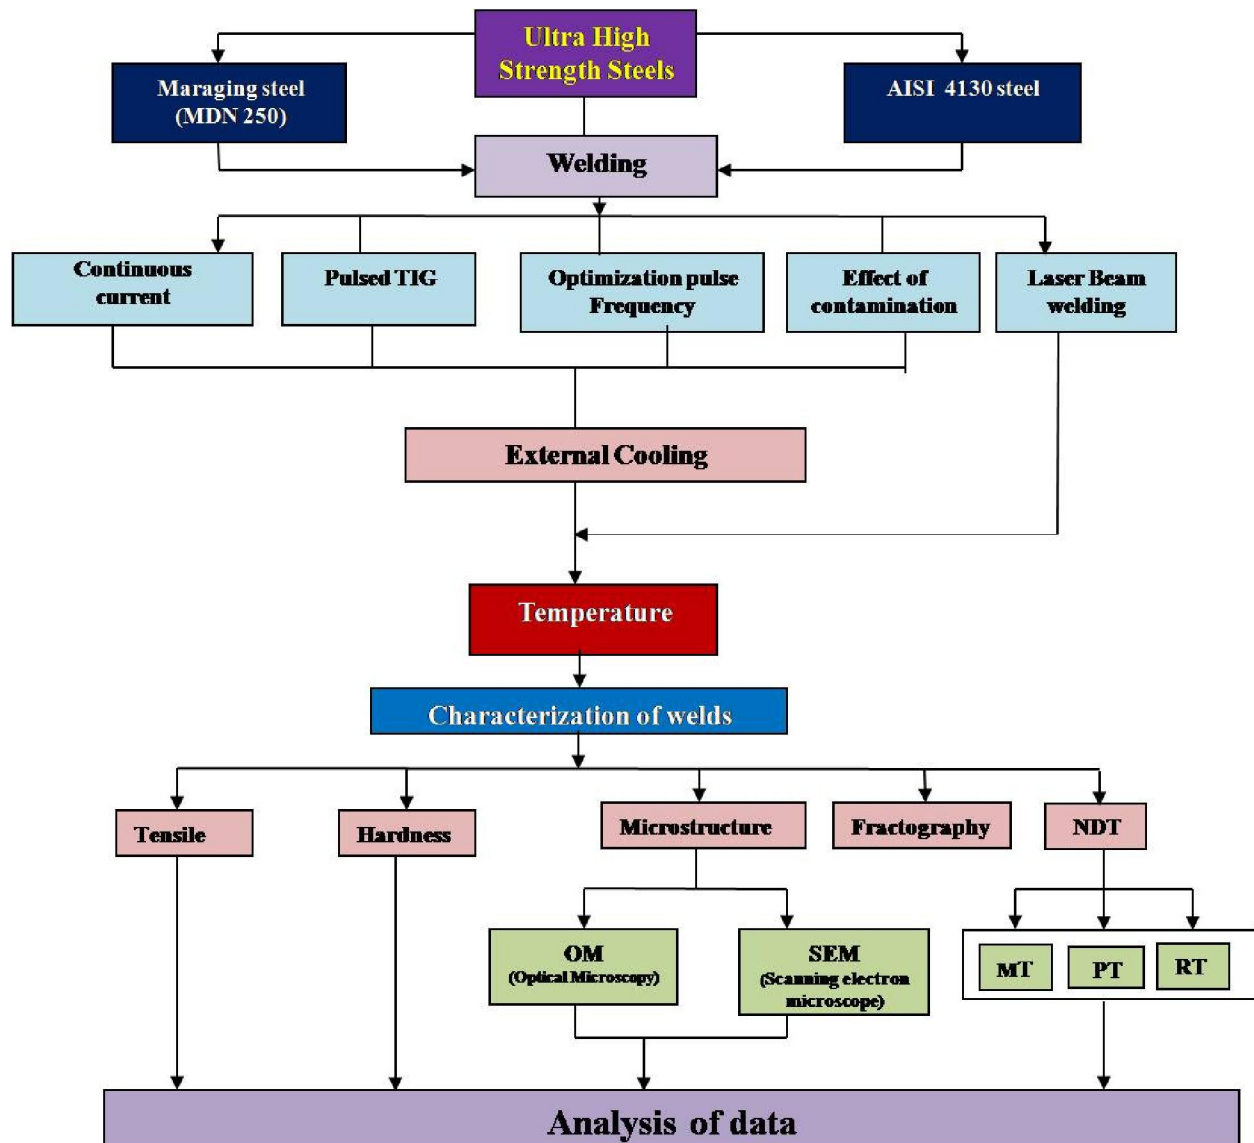 Ultra High
Strength Steels
Maraging steel
(MDN 250)
AISI 4130 steel
Welding
Continuous
current
Pulsed TIG
Optimization pulse
Frequency
Effect of
contamination
Laser Beam
welding
External Cooling
Temperature
Characterization of welds
Tensile
Hardness
Microstructure
Fractography
NDT
OM
(Optical Microscopy)
SEM
(Scanning electron
microscope)
MT
PT
RT
Analysis of data